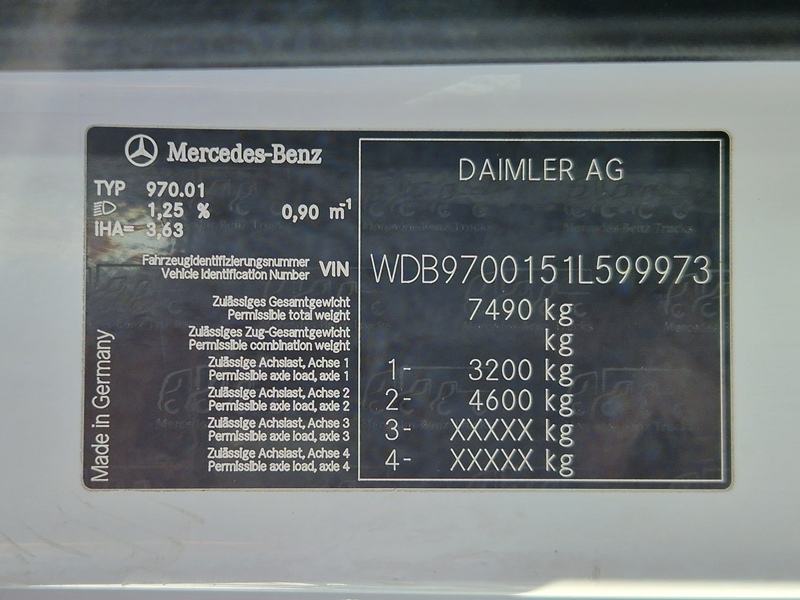 Mercedes-Benz
DAIMLER AG
TYP 970.01
1,25 % 0,90 m-1
iHA= 3,63
Fahrzeugidentifizierungsnummer
Vehicle Identification Number VIN WDB9700151L599973
Zulässiges Gesamtgewicht
Permissible total weight 7490 kg
Zulässiges Zug-Gesamtgewicht
Permissible combination weight kg
Zulässige Achslast, Achse 1
Permissible axle load, axle 1 1- 3200 kg
Zulässige Achslast, Achse 2
Permissible axle load, axle 2 2- 4600 kg
Zulässige Achslast, Achse 3
Permissible axle load, axle 3 3- XXXXX kg
Zulässige Achslast, Achse 4
Permissible axle load, axle 4 4- XXXXX kg
Made in Germany